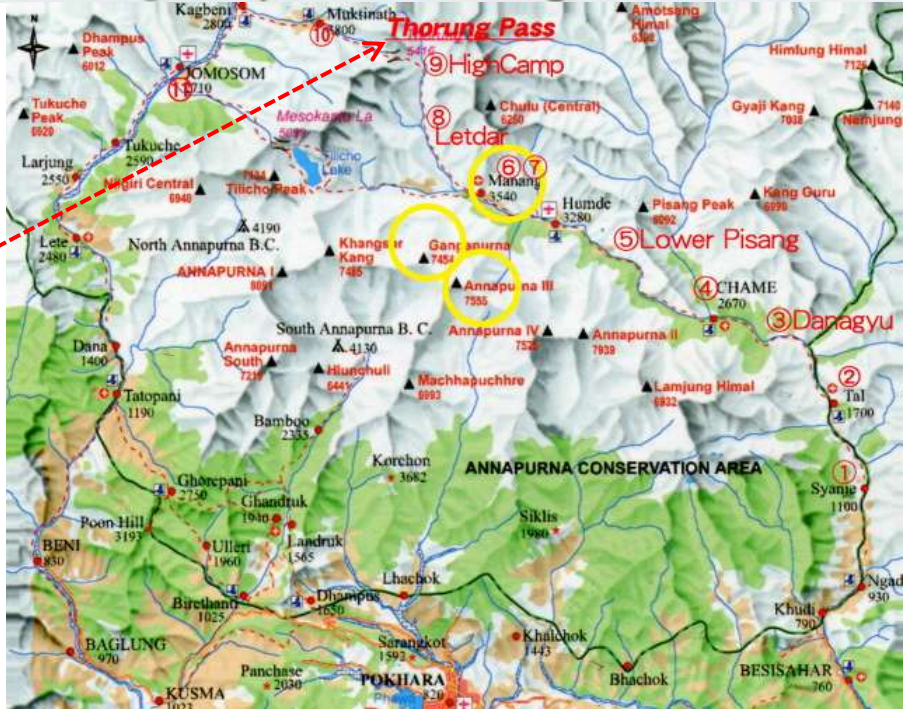 N
Kagbeni
2800
Muktinath
3800
⑩
Thorung Pass
5416
Amotsang
Himal
Dhampus
Peak
6012
JOMOSOM
2710
⑪
⑨HighCamp
Himlung Himal
7126
Tukuche
Peak
6920
Mesokanto La
⑧
Letdar
Chulu (Central)
6250
Gyaji Kang
7038
7140
Nemjung
Tukuche
2590
Tilicho
Lake
Larjung
2550
Nilgiri Central
6940
7134
Tilicho Peak
⑥⑦
Manang
3540
Humde
3280
Pisang Peak
6092
Kang Guru
6990
Lete
2480
4190
North Annapurna B.C.
Khangsar
Kang
7485
Gangapurna
7454
⑤Lower Pisang
ANNAPURNA I
8091
Annapurna III
7555
④CHAME
2670
③Danagyu
South Annapurna B. C.
4130
Annapurna IV
7525
Annapurna II
7939
Dana
1400
Annapurna
South
7219
Hiunchuli
6441
Machhapuchhre
6993
Lamjung Himal
6932
②
Tal
1700
Tatopani
1190
Bamboo
2335
Korchon
3682
ANNAPURNA CONSERVATION AREA
①
Syanje
1100
Ghorepani
2750
Ghandruk
1940
Landruk
1565
Poon Hill
3193
Siklis
1980
BENI
830
Ulleri
1960
Birethanti
1025
Dhampus
1650
Lhachok
Ngadi
930
Khudi
790
BAGLUNG
970
Sarangkot
1592
Khalchok
1443
Panchase
2030
POKHARA
820
Bhachok
BESISAHAR
760
KUSMA
1023